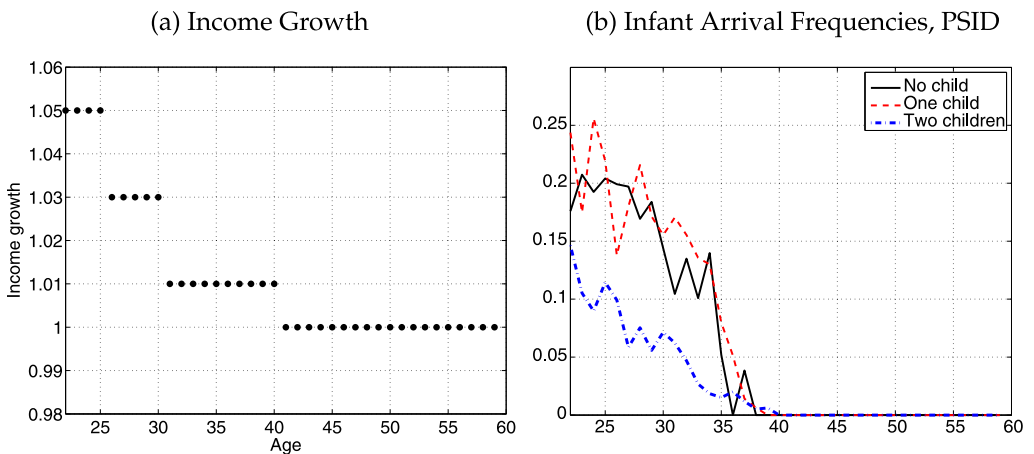 (a) Income Growth
1.06
1.05
1.04
1.03
1.02
1.01
1
0.99
0.98
Income growth
25 30 35 40 45 50 55 60
Age
(b) Infant Arrival Frequencies, PSID
No child
One child
Two children
0.25
0.2
0.15
0.1
0.05
0
25 30 35 40 45 50 55 60